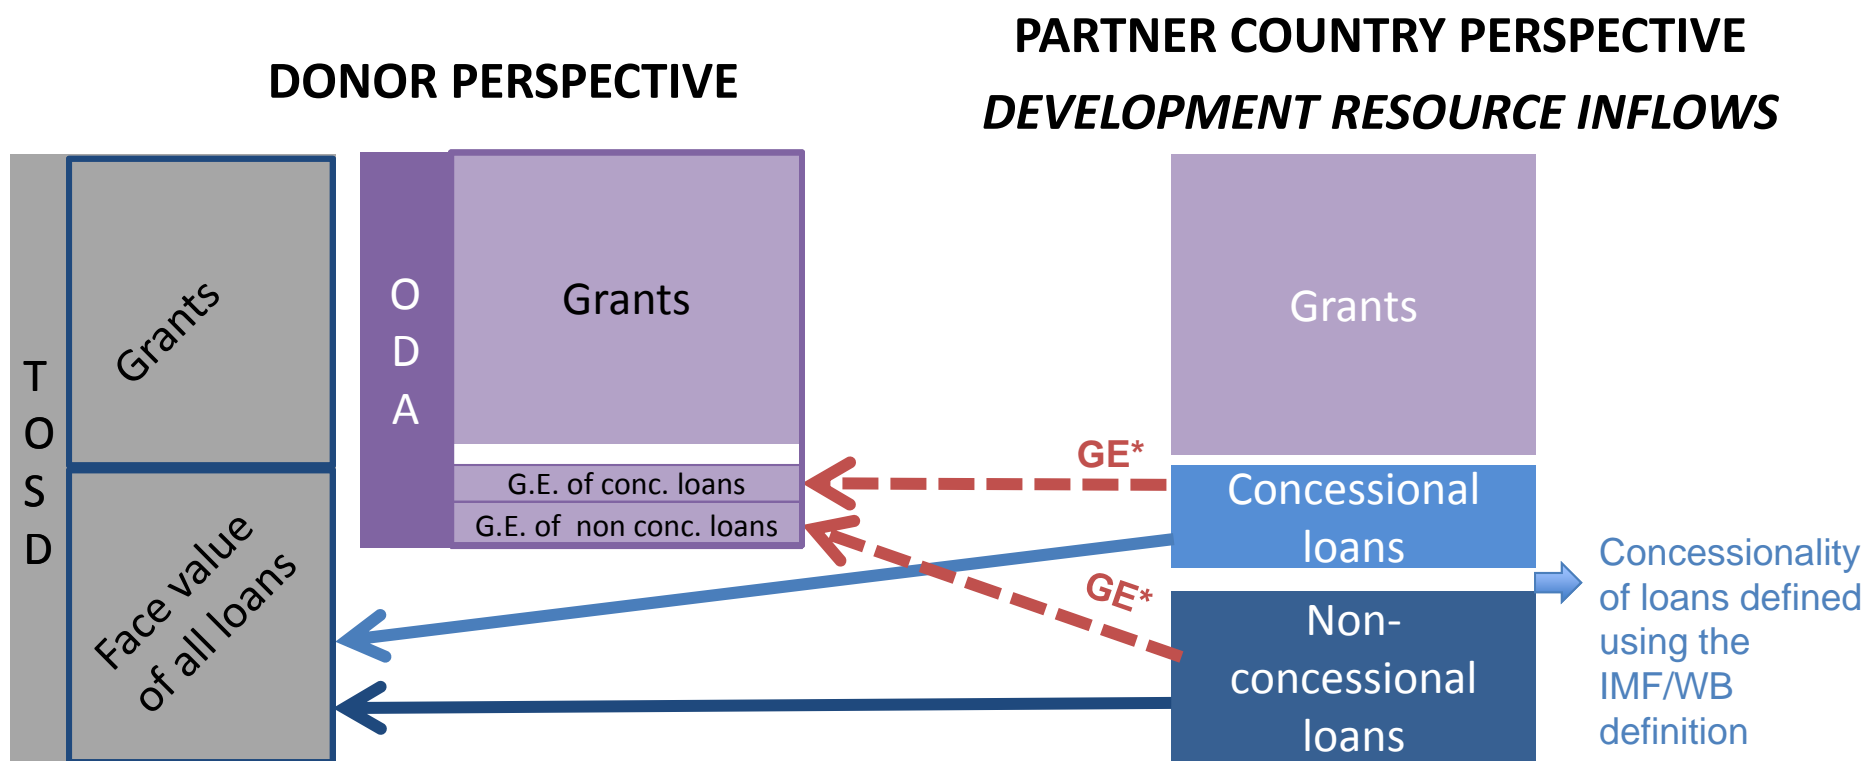 DONOR PERSPECTIVE
PARTNER COUNTRY PERSPECTIVE
DEVELOPMENT RESOURCE INFLOWS
T
O
S
D
Grants
Face value
of all loans
O
D
A
Grants
G.E. of conc. loans
G.E. of non conc. loans
GE*
GE*
Grants
Concessional
loans
Non-
concessional
loans
Concessionality
of loans defined
using the
IMF/WB
definition